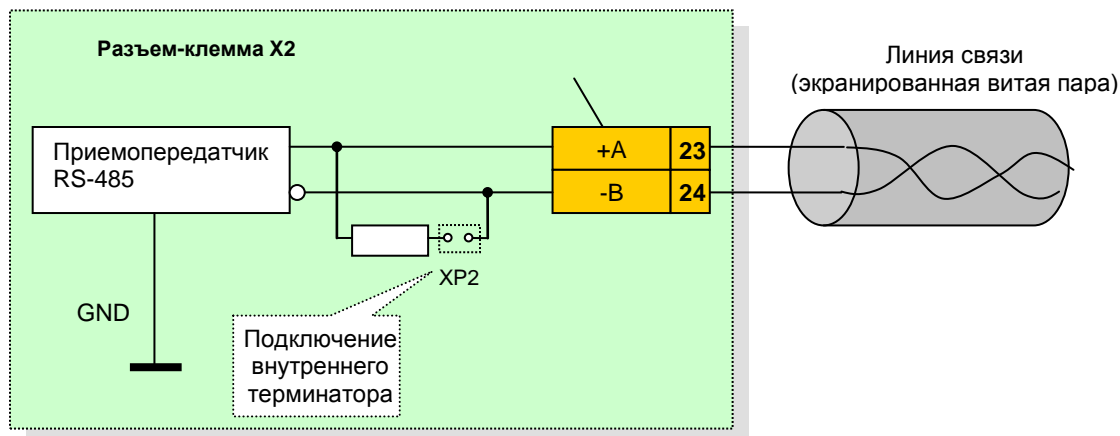 Разъем-клемма X2
Линия связи
(экранированная витая пара)
Приемопередатчик
RS-485
+A 23
-B 24
XP2
GND
Подключение
внутреннего
терминатора